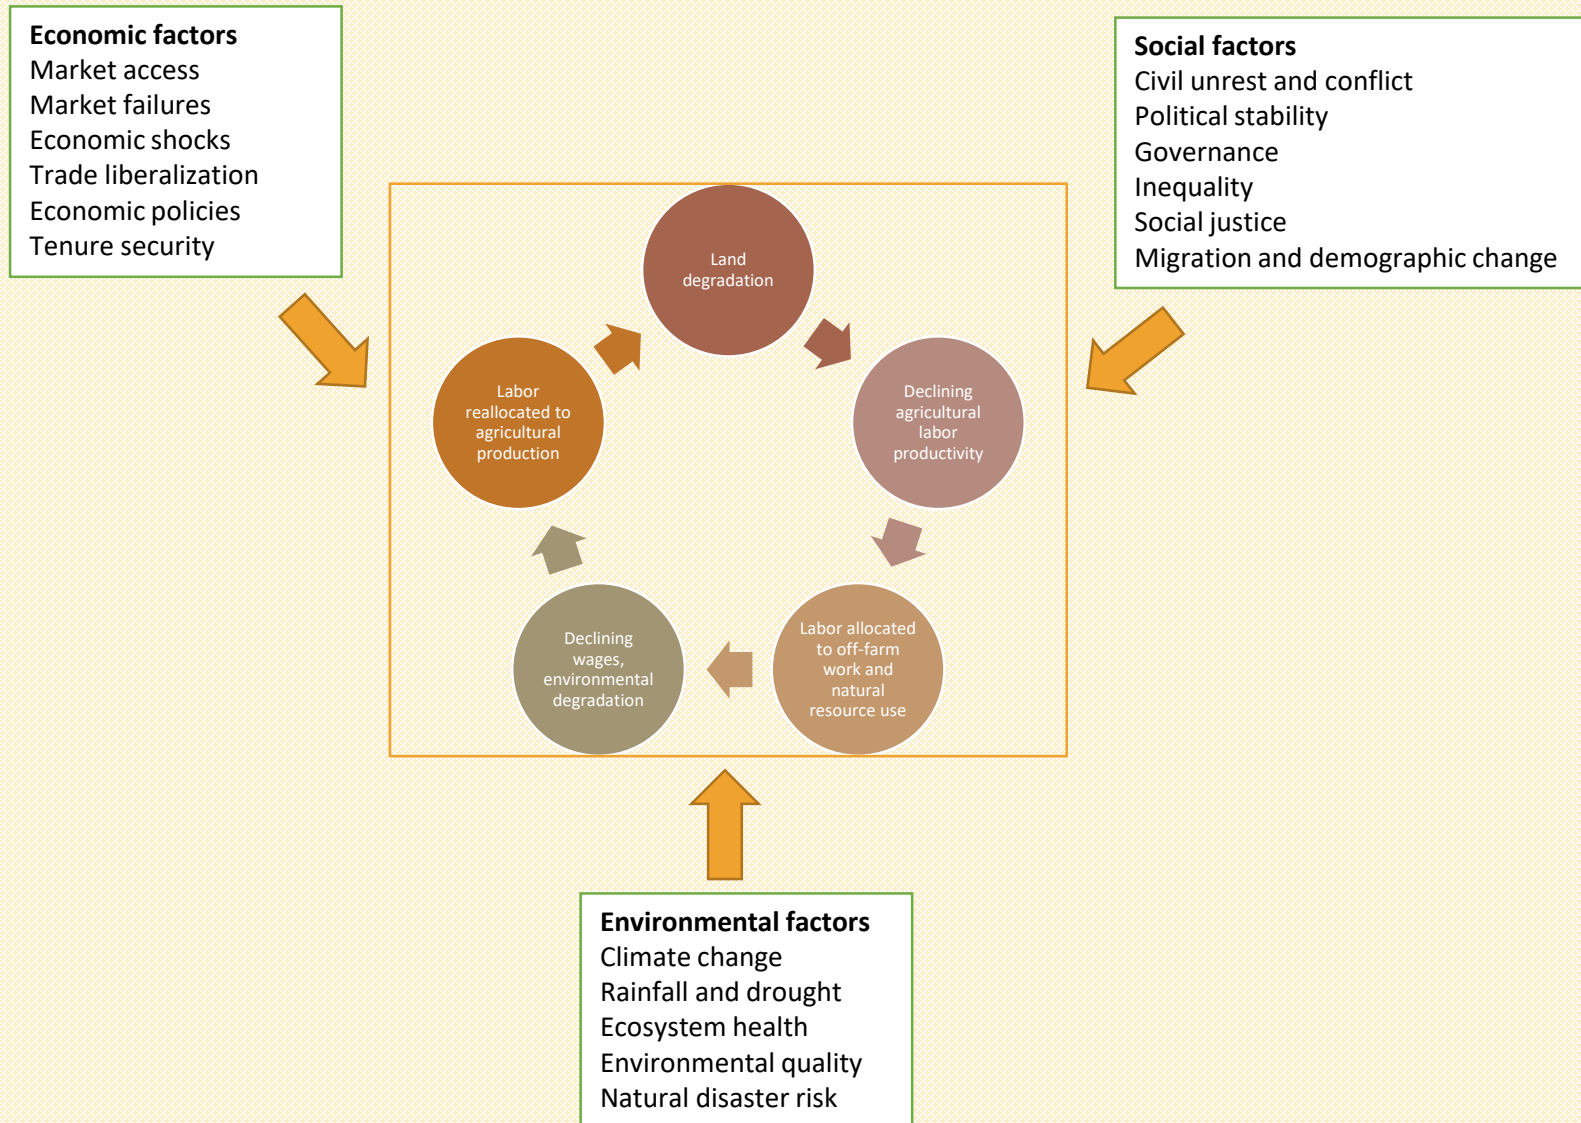 Economic factors
Market access
Market failures
Economic shocks
Trade liberalization
Economic policies
Tenure security
Social factors
Civil unrest and conflict
Political stability
Governance
Inequality
Social justice
Migration and demographic change
Land
degradation
Declining
agricultural
labor
productivity
Labor allocated
to off-farm
work and
natural
resource use
Declining
wages,
environmental
degradation
Labor
reallocated to
agricultural
production
Environmental factors
Climate change
Rainfall and drought
Ecosystem health
Environmental quality
Natural disaster risk